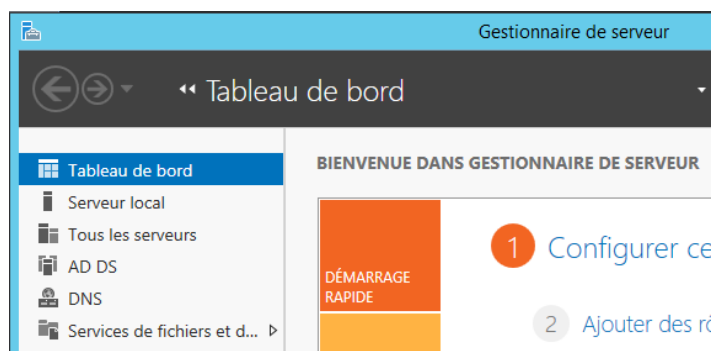 Gestionnaire de serveur
Tableau de bord
Tableau de bord
Serveur local
Tous les serveurs
AD DS
DNS
Services de fichiers et d...
BIENVENUE DANS GESTIONNAIRE DE SERVEUR
DÉMARRAGE
RAPIDE
1 Configurer ce
2 Ajouter des rô